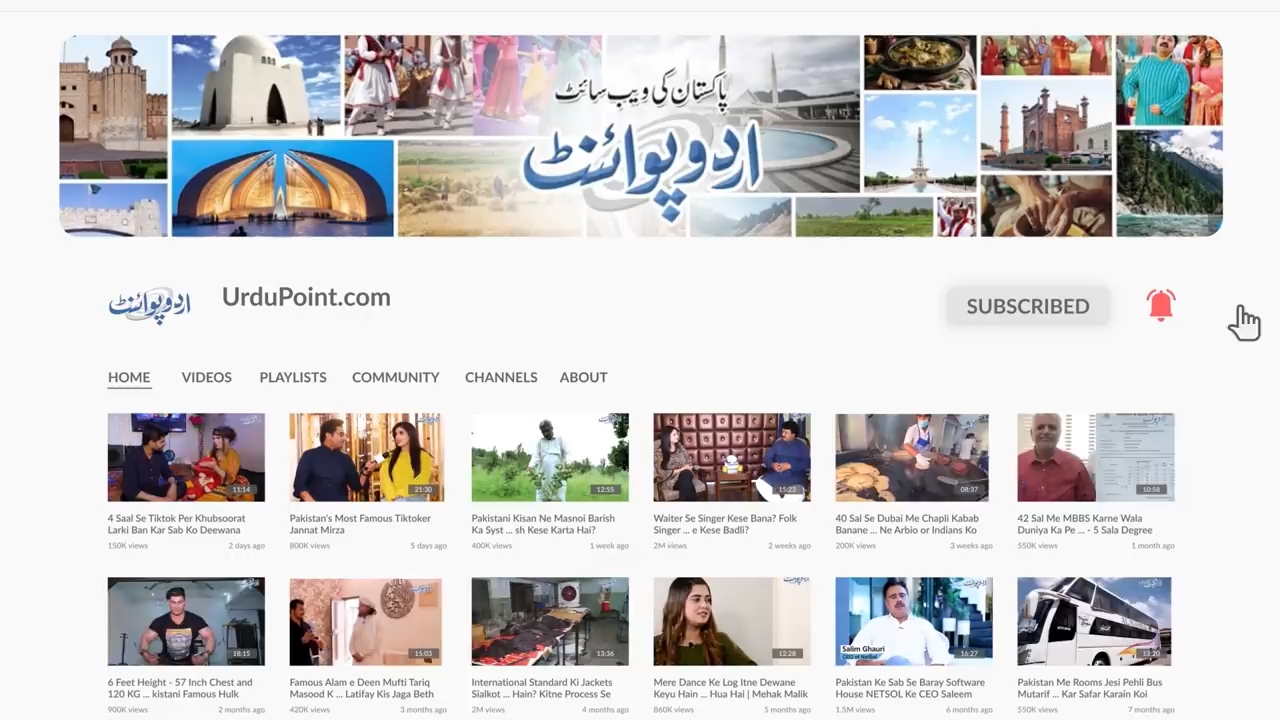 پاکستان کی ویب سائٹ
اردو پوائنٹ
اردو پوائنٹ
UrduPoint.com
SUBSCRIBED
HOME VIDEOS PLAYLISTS COMMUNITY CHANNELS ABOUT
11:14
21:30
12:55
15:23
08:37
10:58
4 Saal Se Tiktok Per Khubsoorat
Larki Ban Kar Sab Ko Deewana
150K views 2 days ago
Pakistan's Most Famous Tiktoker
Jannat Mirza
800K views 5 days ago
Pakistani Kisan Ne Masnoi Barish
Ka Syst ... sh Kese Karta Hai?
400K views 1 week ago
Waiter Se Singer Kese Bana? Folk
Singer ... e Kese Badli?
2M views 2 weeks ago
40 Sal Se Dubai Me Chapli Kabab
Banane ... Ne Arbio or Indians Ko
200K views 3 weeks ago
42 Sal Me MBBS Karne Wala
Duniya Ka Pe ... - 5 Sala Degree
550K views 1 month ago
18:15
15:03
13:36
12:28
Salim Ghauri
CEO of NetSol
16:27
13:20
6 Feet Height - 57 Inch Chest and
120 KG ... kistani Famous Hulk
900K views 2 months ago
Famous Alam e Deen Mufti Tariq
Masood K ... Latifay Kis Jaga Beth
420K views 3 months ago
International Standard Ki Jackets
Sialkot ... Hain? Kitne Process Se
2M views 4 months ago
Mere Dance Ke Log Itne Dewane
Keyu Hain ... Hua Hai | Mehak Malik
860K views 5 months ago
Pakistan Ke Sab Se Baray Software
House NETSOL Ke CEO Saleem
1.5M views 6 months ago
Pakistan Me Rooms Jesi Pehli Bus
Mutarif ... Kar Safar Karain Koi
550K views 7 months ago